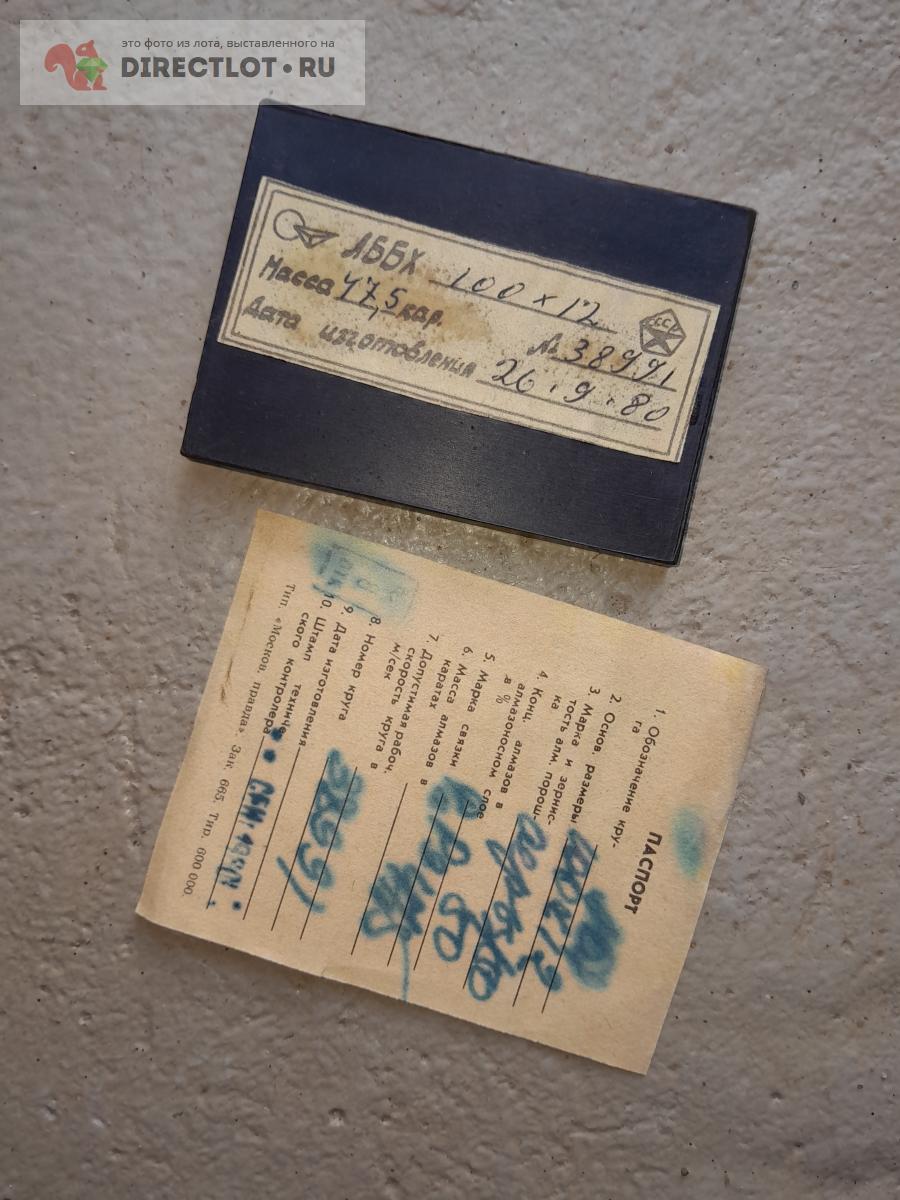 это фото из лота, выставленного на
DIRECTLOT.RU
АББХ 100 x 12
Масса 47,5 кар. № 38991
Дата изготовления 26.9.80
ПАСПОРТ
1. Обозначение кру-
га
2. Основ. размеры 100x12
3. Марка и зернис-
тость алм. порош-
ка
4. Конц. алмазов в
алмазоносном слое
в %
5. Марка связки
6. Масса алмазов в
каратах
7. Допустимая рабоч.
скорость круга в
м/сек
8. Номер круга 38991
9. Дата изготовления
10. Штамп техниче-
ского контролера
Тип. «Москов. правда». Зак. 665. Тир. 600 000.